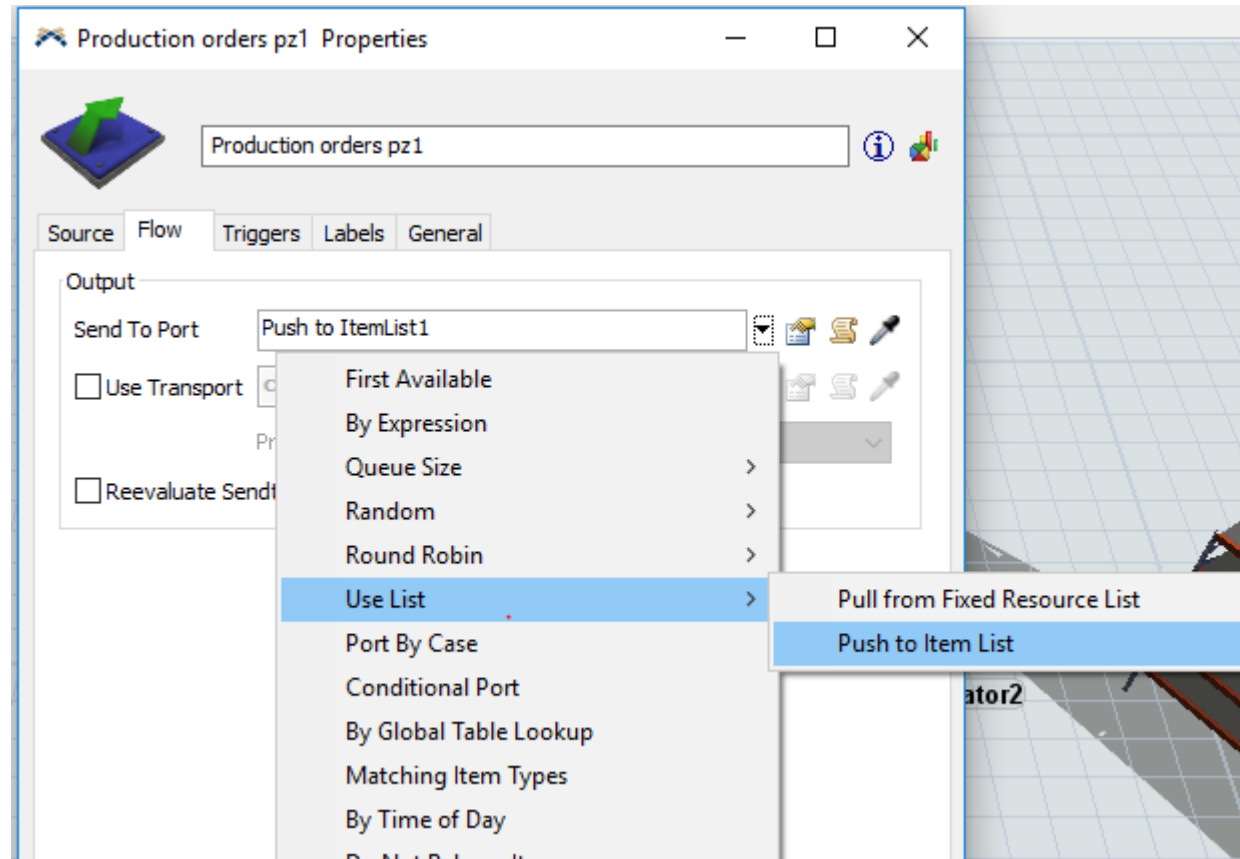 Production orders pz1 Properties
Production orders pz1
Source Flow Triggers Labels General
Output
Send To Port Push to ItemList1
Use Transport
First Available
By Expression
Queue Size
Reevaluate
Random
Round Robin
Use List
Pull from Fixed Resource List
Port By Case
Push to Item List
Conditional Port
By Global Table Lookup
Matching Item Types
By Time of Day